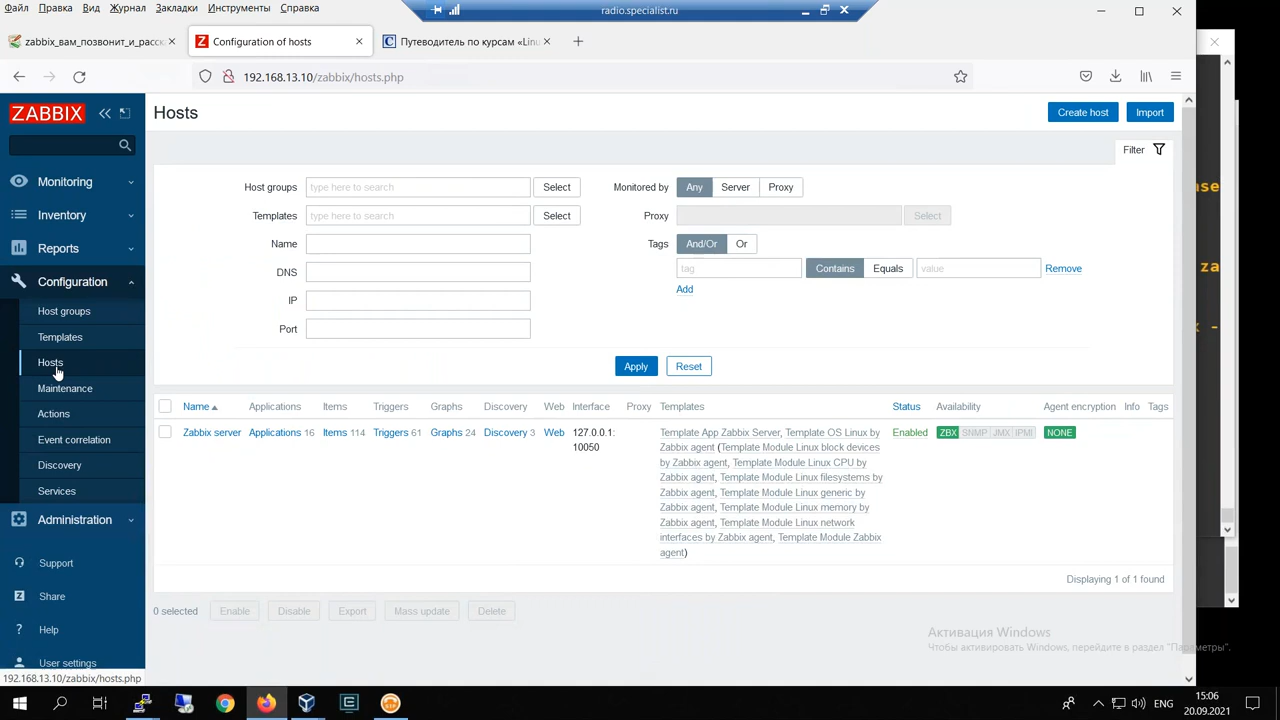 Файл Правка Вид Журнал Закладки Инструменты Справка
radio.specialist.ru
zabbix_вам_позвонит_и_расск
Configuration of hosts
Путеводитель по курсам «Linu
192.168.13.10/zabbix/hosts.php
ZABBIX
Hosts
Create host
Import
Filter
Monitoring
Inventory
Reports
Configuration
Host groups
Templates
Hosts
Maintenance
Actions
Event correlation
Discovery
Services
Administration
Support
Share
Help
User settings
Host groups type here to search Select
Templates type here to search Select
Name
DNS
IP
Port
Monitored by Any Server Proxy
Proxy Select
Tags And/Or Or
tag Contains Equals value Remove
Add
Apply Reset
Name Applications Items Triggers Graphs Discovery Web Interface Proxy Templates Status Availability Agent encryption Info Tags
Zabbix server Applications 16 Items 114 Triggers 61 Graphs 24 Discovery 3 Web 127.0.0.1: Template App Zabbix Server, Template OS Linux by Enabled ZBX SNMP JMX IPMI NONE
10050 Zabbix agent (Template Module Linux block devices
by Zabbix agent, Template Module Linux CPU by
Zabbix agent, Template Module Linux filesystems by
Zabbix agent, Template Module Linux generic by
Zabbix agent, Template Module Linux memory by
Zabbix agent, Template Module Linux network
interfaces by Zabbix agent, Template Module Zabbix
agent)
Displaying 1 of 1 found
0 selected Enable Disable Export Mass update Delete
Активация Windows
Чтобы активировать Windows, перейдите в раздел "Параметры".
192.168.13.10/zabbix/hosts.php
ase
za
x -
ENG
15:06
20.09.2021